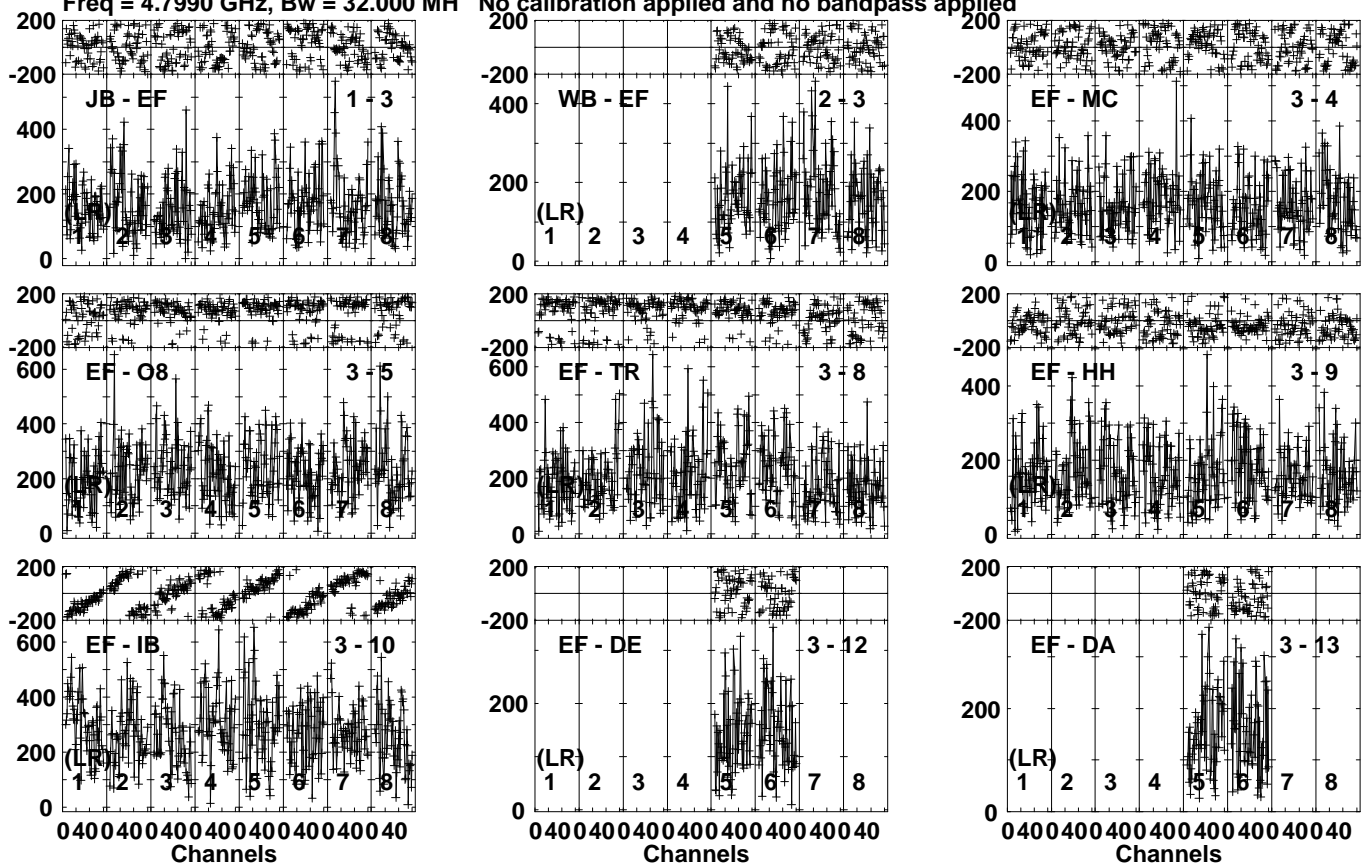 Freq = 4.7990 GHz, Bw = 32.000 MH No calibration applied and no bandpass applied
200
-200
JB - EF 1 - 3
400
200
0
(LR)
1 2 3 4 5 6 7 8
WB - EF 2 - 3
400
200
0
(LR)
1 2 3 4 5 6 7 8
200
-200
EF - MC 3 - 4
400
200
0
(LR)
1 2 3 4 5 6 7 8
200
-200
EF - O8 3 - 5
600
400
200
0
(LR)
1 2 3 4 5 6 7 8
200
-200
EF - TR 3 - 8
600
400
200
0
(LR)
1 2 3 4 5 6 7 8
200
-200
EF - HH 3 - 9
400
200
0
(LR)
1 2 3 4 5 6 7 8
200
-200
EF - IB 3 - 10
600
400
200
0
(LR)
1 2 3 4 5 6 7 8
0 40 0 40 0 40 0 40 0 40 0 40 0 40 0 40
Channels
200
-200
EF - DE 3 - 12
200
0
(LR)
1 2 3 4 5 6 7 8
0 40 0 40 0 40 0 40 0 40 0 40 0 40 0 40
Channels
200
-200
EF - DA 3 - 13
200
0
(LR)
1 2 3 4 5 6 7 8
0 40 0 40 0 40 0 40 0 40 0 40 0 40 0 40
Channels